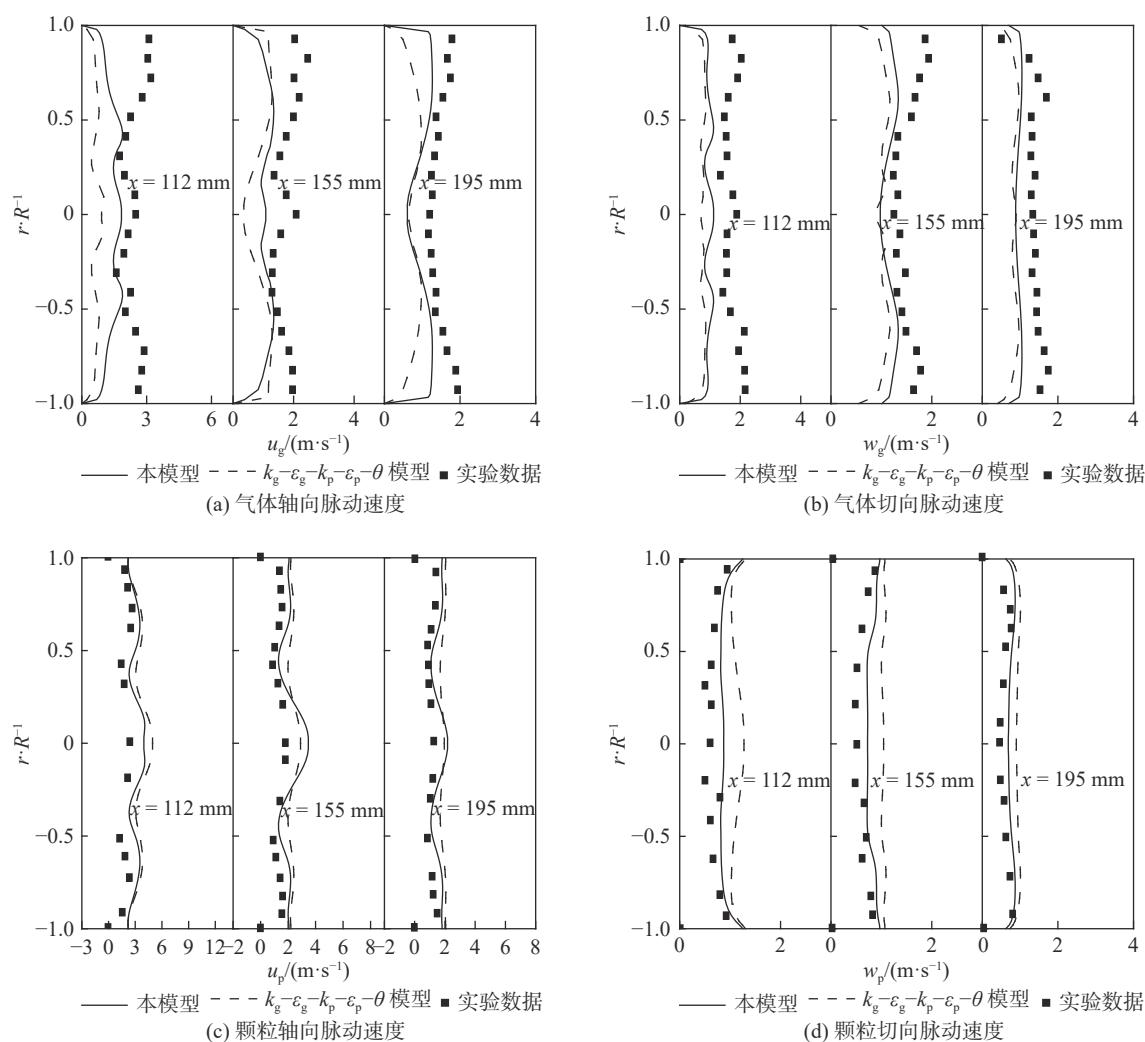 1.0
0.5
0
−0.5
−1.0
r·R⁻¹
x = 112 mm
x = 155 mm
x = 195 mm
0 3 6 0 2 4 0 2 4
u_g/(m·s⁻¹)
本模型 k_g−ε_g−k_p−ε_p−θ 模型 实验数据
(a) 气体轴向脉动速度
1.0
0.5
0
−0.5
−1.0
r·R⁻¹
x = 112 mm
x = 155 mm
x = 195 mm
0 2 4 0 2 0 2 4
w_g/(m·s⁻¹)
本模型 k_g−ε_g−k_p−ε_p−θ 模型 实验数据
(b) 气体切向脉动速度
1.0
0.5
0
−0.5
−1.0
r·R⁻¹
x = 112 mm
x = 155 mm
x = 195 mm
−3 0 3 6 9 12 −2 0 2 4 6 8 −2 0 2 4 6 8
u_p/(m·s⁻¹)
本模型 k_g−ε_g−k_p−ε_p−θ 模型 实验数据
(c) 颗粒轴向脉动速度
1.0
0.5
0
−0.5
−1.0
r·R⁻¹
x = 112 mm
x = 155 mm
x = 195 mm
0 2 0 2 0 2 4
w_p/(m·s⁻¹)
本模型 k_g−ε_g−k_p−ε_p−θ 模型 实验数据
(d) 颗粒切向脉动速度